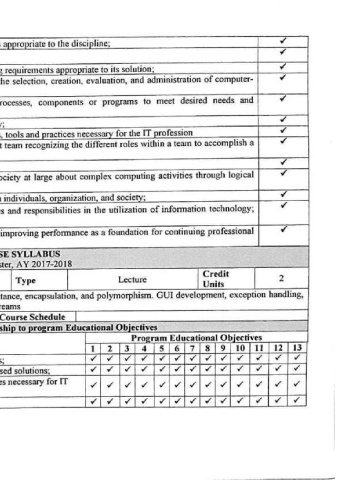 s appropriate to the discipline; ✓
✓
g requirements appropriate to its solution; ✓
he selection, creation, evaluation, and administration of computer- ✓
rocesses, components or programs to meet desired needs and ✓
y; ✓
, tools and practices necessary for the IT profession ✓
t team recognizing the different roles within a team to accomplish a ✓
✓
ociety at large about complex computing activities through logical ✓
n individuals, organization, and society; ✓
s and responsibilities in the utilization of information technology; ✓
improving performance as a foundation for continuing professional ✓
SE SYLLABUS
ster, AY 2017-2018
Type Lecture Credit Units 2
tance, encapsulation, and polymorphism. GUI development, exception handling,
reams
Course Schedule
ship to program Educational Objectives
Program Educational Objectives
1 2 3 4 5 6 7 8 9 10 11 12 13
s; ✓ ✓ ✓ ✓ ✓ ✓ ✓ ✓ ✓ ✓ ✓ ✓ ✓
sed solutions; ✓ ✓ ✓ ✓ ✓ ✓ ✓ ✓ ✓ ✓ ✓ ✓ ✓
es necessary for IT ✓ ✓ ✓ ✓ ✓ ✓ ✓ ✓ ✓ ✓ ✓ ✓ ✓
✓ ✓ ✓ ✓ ✓ ✓ ✓ ✓ ✓ ✓ ✓ ✓ ✓